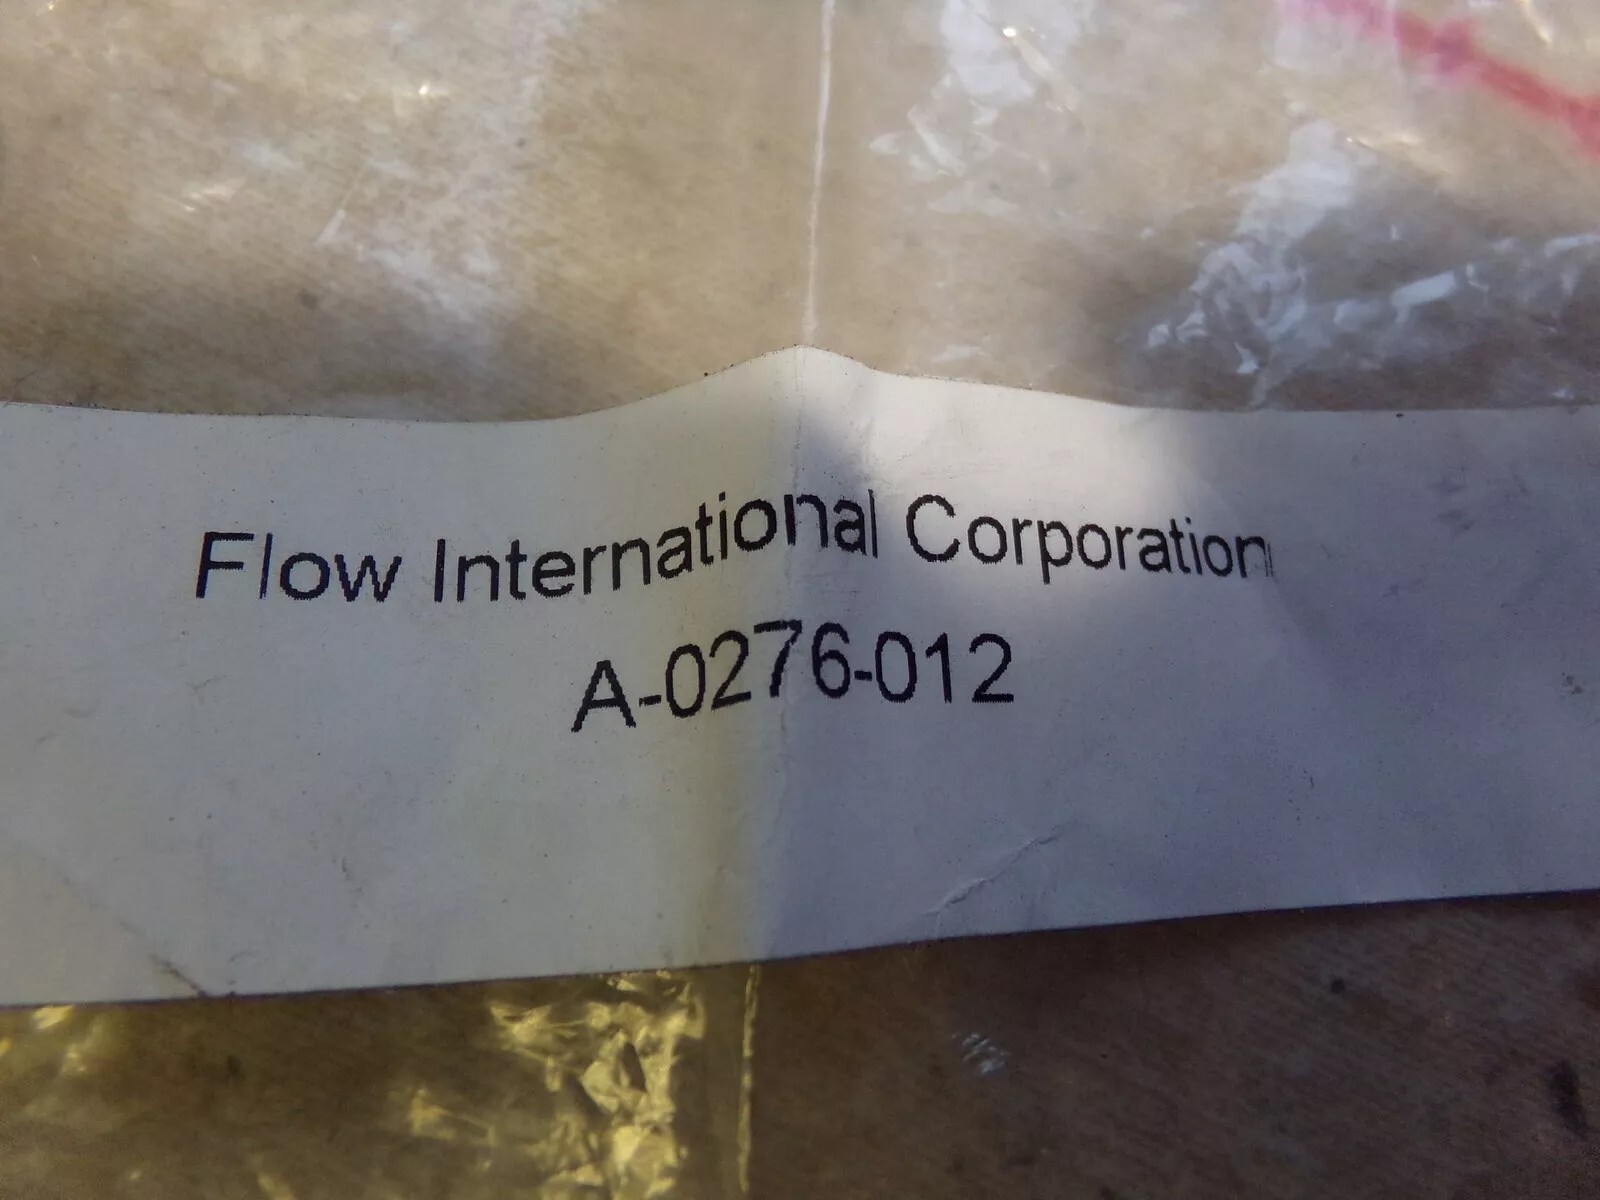 Flow International Corporation
A-0276-012